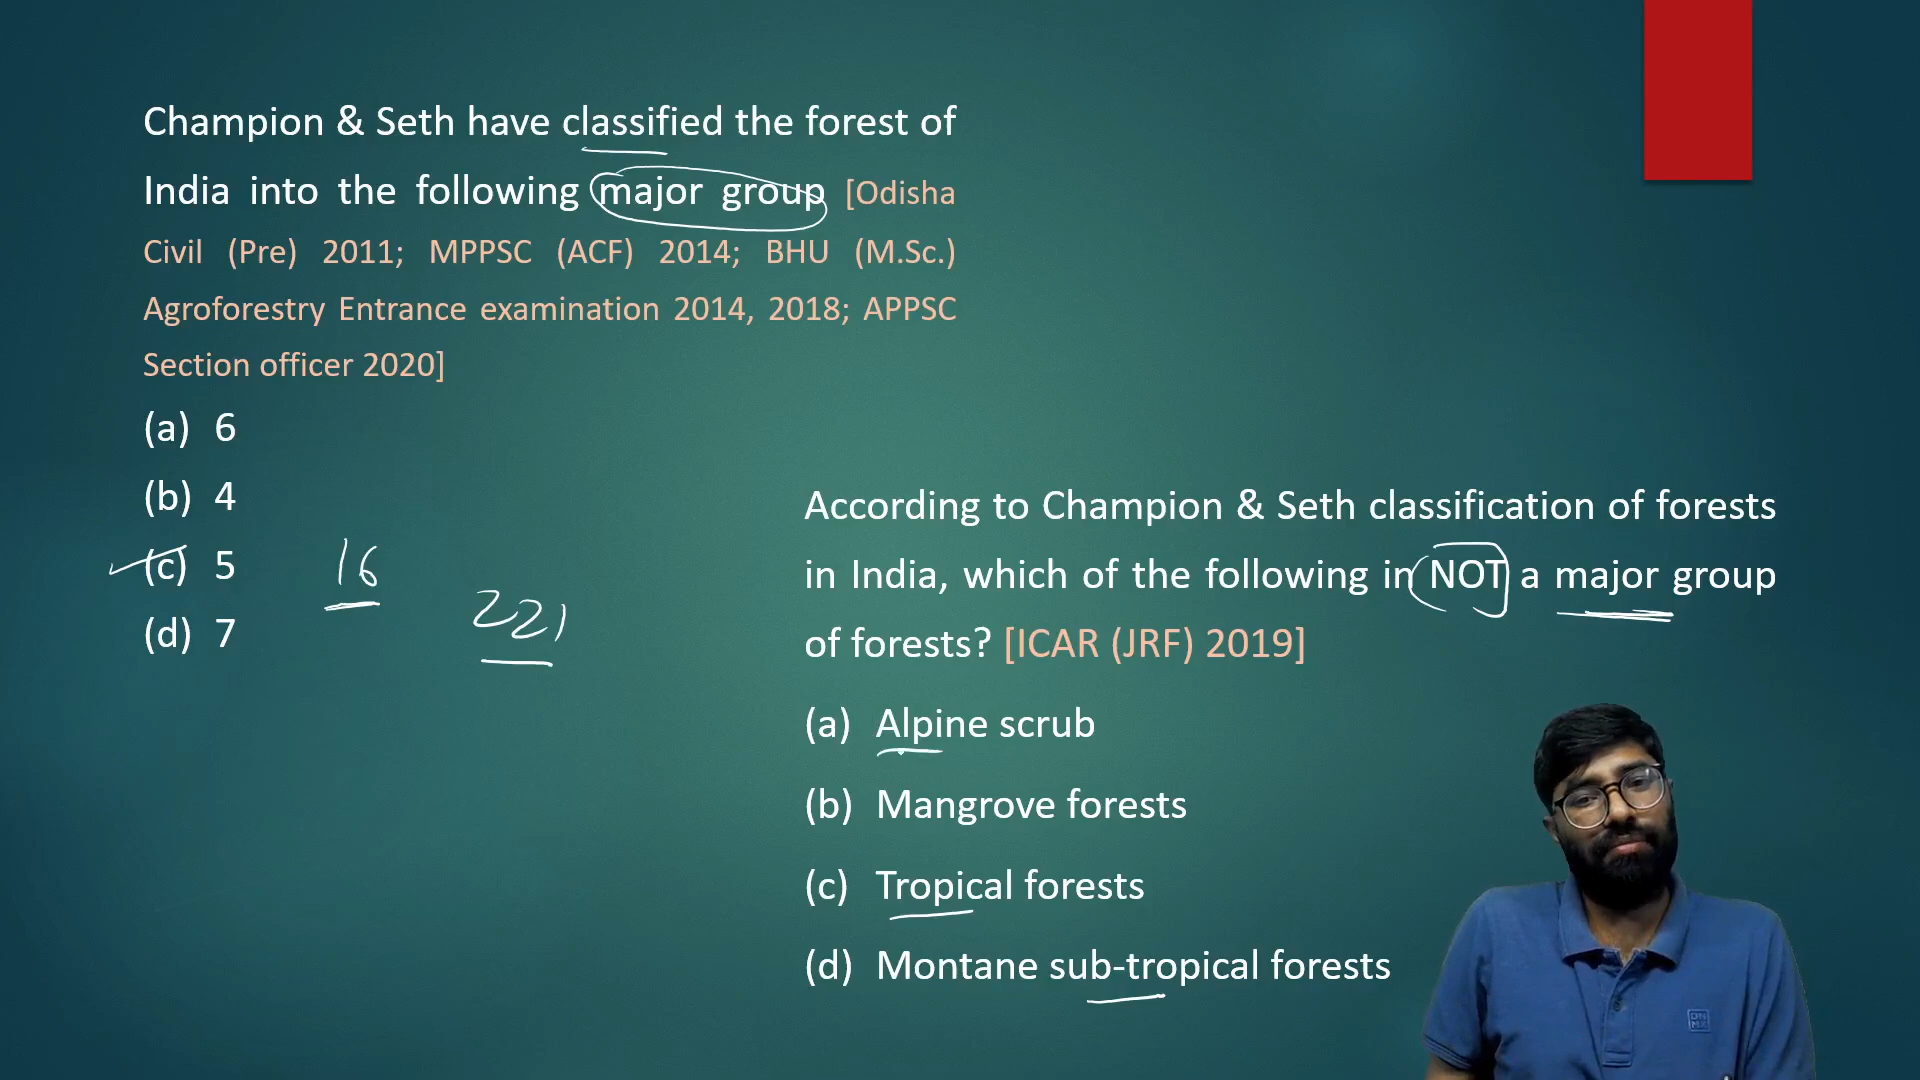 Champion & Seth have classified the forest of
India into the following major group [Odisha
Civil (Pre) 2011; MPPSC (ACF) 2014; BHU (M.Sc.)
Agroforestry Entrance examination 2014, 2018; APPSC
Section officer 2020]
(a) 6
(b) 4
(c) 5
(d) 7
16
221
According to Champion & Seth classification of forests
in India, which of the following in NOT a major group
of forests? [ICAR (JRF) 2019]
(a) Alpine scrub
(b) Mangrove forests
(c) Tropical forests
(d) Montane sub-tropical forests